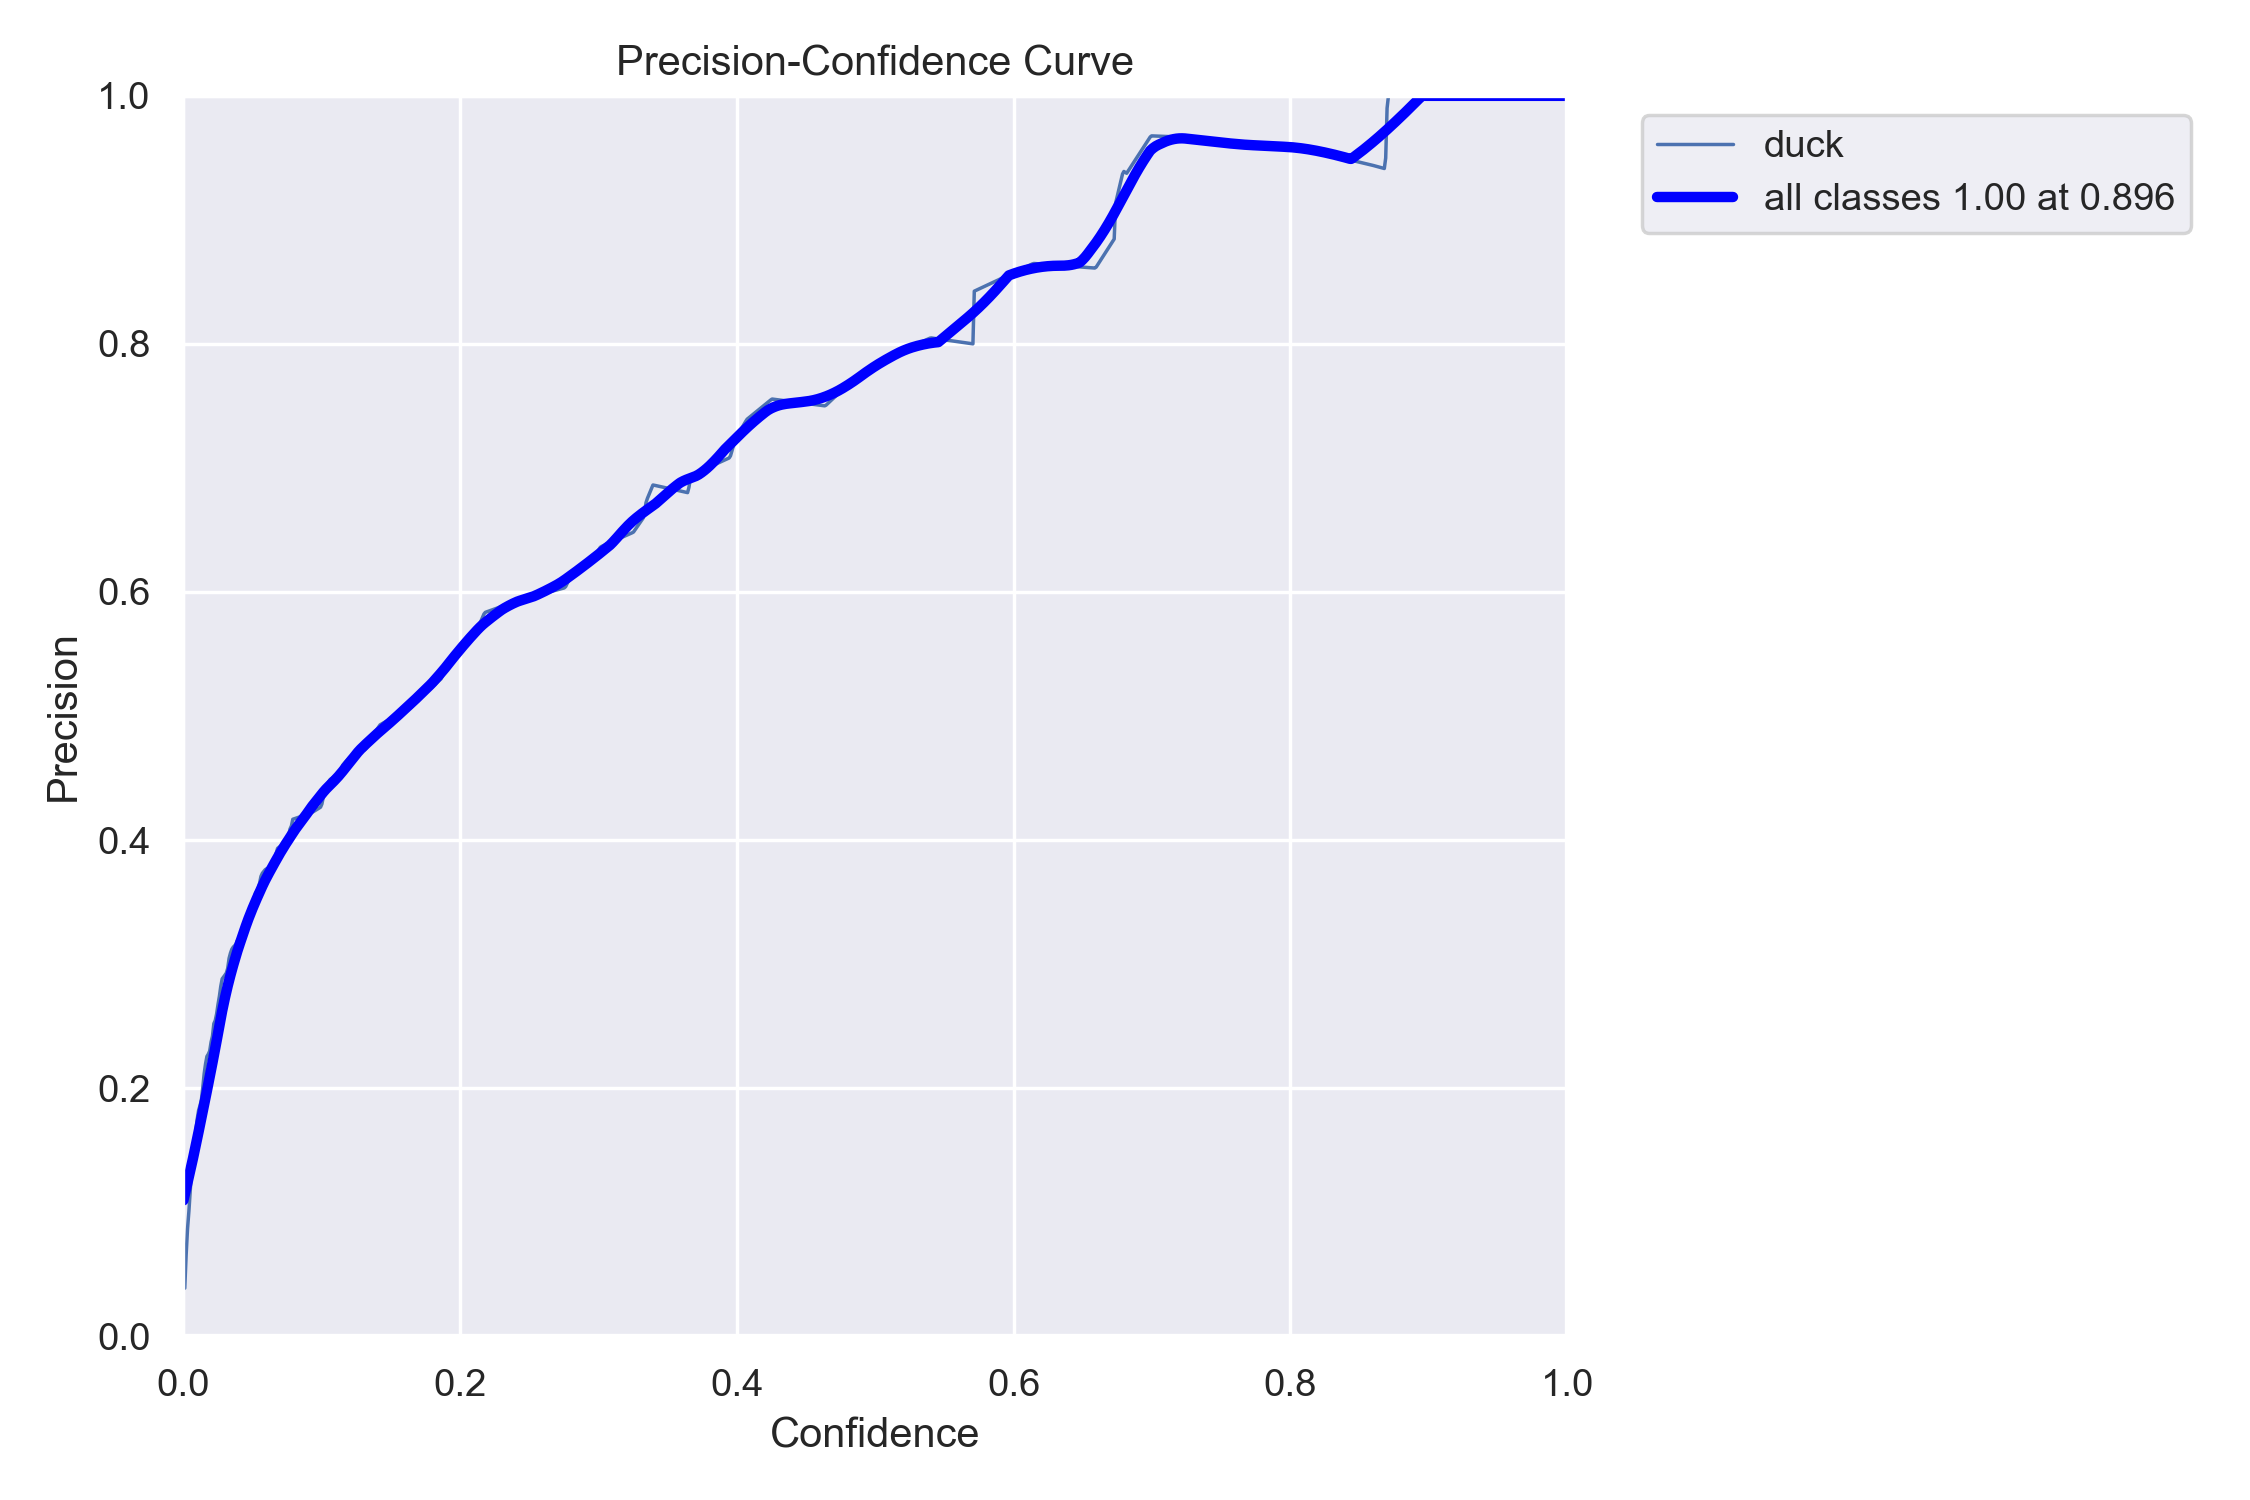 Precision-Confidence Curve
1.0
0.8
0.6
0.4
0.2
0.0
Precision
0.0 0.2 0.4 0.6 0.8 1.0
Confidence
duck
all classes 1.00 at 0.896